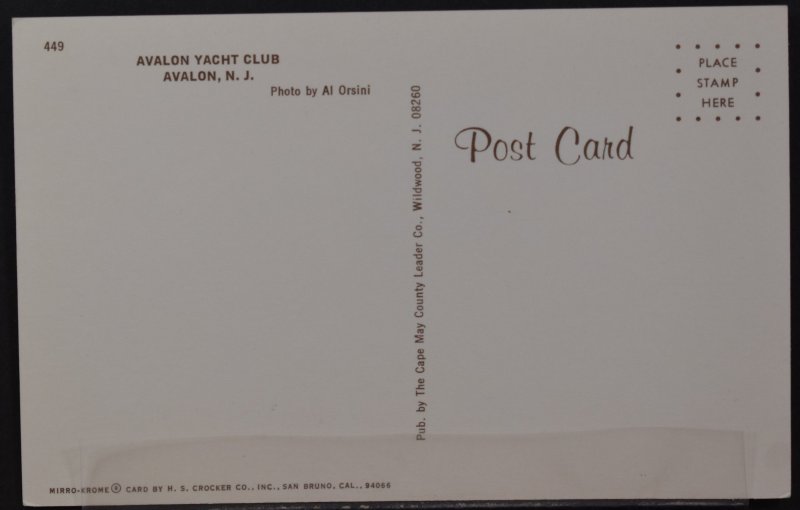 449
AVALON YACHT CLUB
AVALON, N. J.
Photo by Al Orsini
Pub. by The Cape May County Leader Co., Wildwood, N. J. 08260
Post Card
PLACE
STAMP
HERE
MIRRO-KROME® CARD BY H. S. CROCKER CO., INC., SAN BRUNO, CAL., 94066